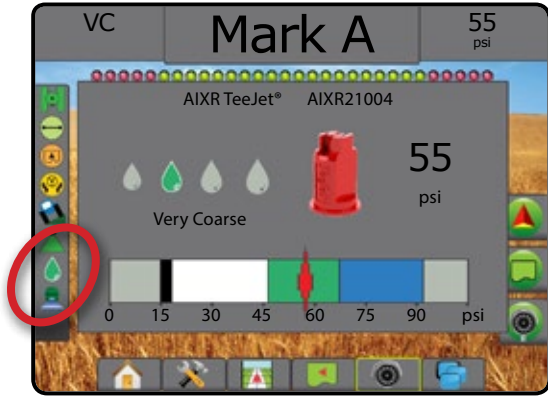 VC
Mark A
55
psi
AIXR TeeJet® AIXR21004
55
psi
Very Coarse
0 15 30 45 60 75 90 psi